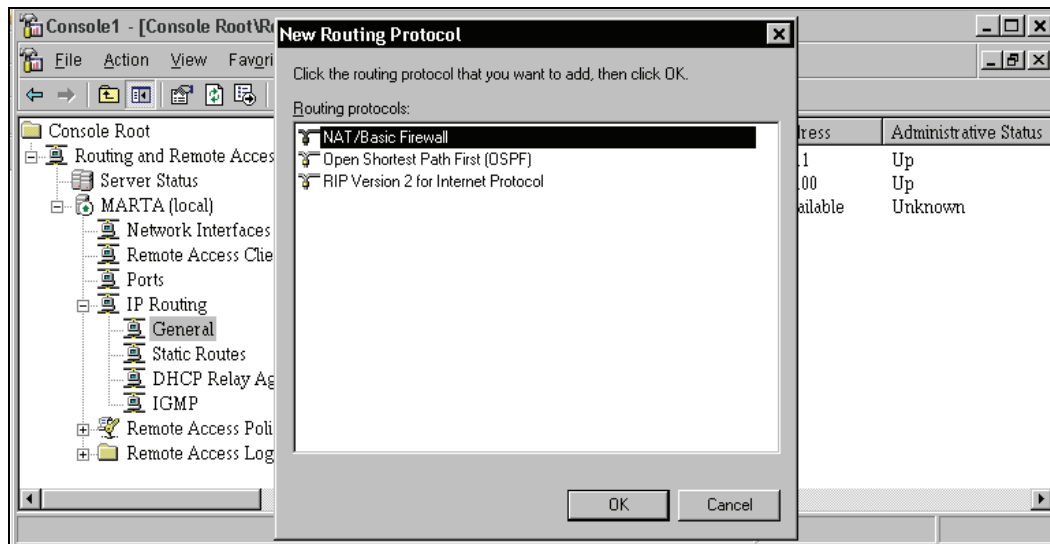 Console1 - [Console Root\R
File Action View Favori
Console Root
Routing and Remote Acces
Server Status
MARTA (local)
Network Interfaces
Remote Access Clie
Ports
IP Routing
General
Static Routes
DHCP Relay Ag
IGMP
Remote Access Poli
Remote Access Log
New Routing Protocol
Click the routing protocol that you want to add, then click OK.
Routing protocols:
NAT/Basic Firewall
Open Shortest Path First (OSPF)
RIP Version 2 for Internet Protocol
OK Cancel
dress Administrative Status
.1 Up
.00 Up
ailable Unknown